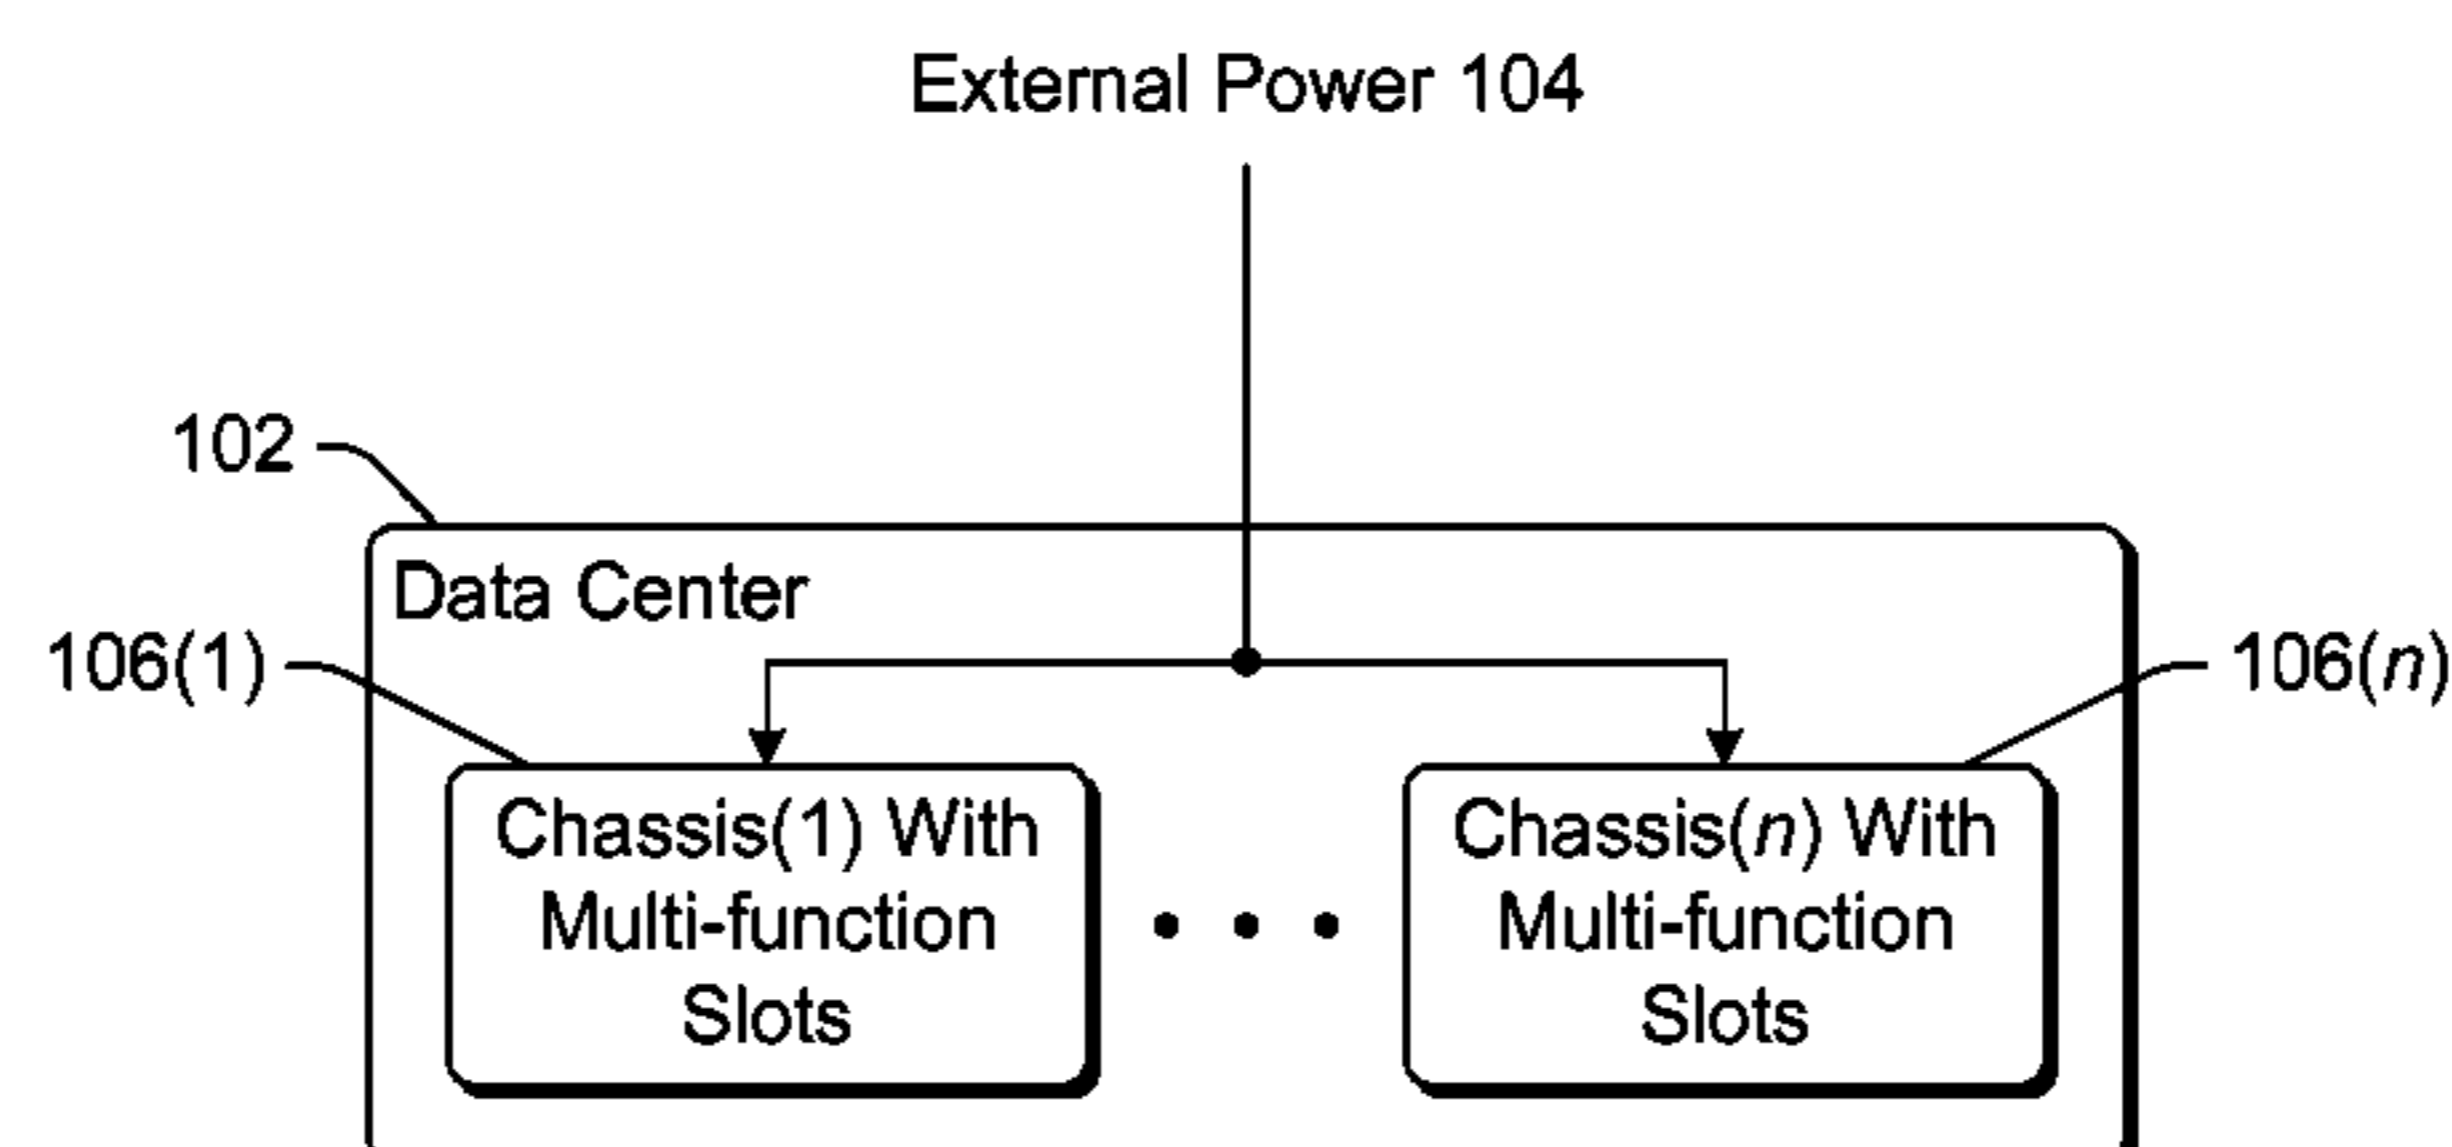 External Power 104
102
Data Center
106(1)
106(n)
Chassis(1) With
Multi-function
Slots
Chassis(n) With
Multi-function
Slots